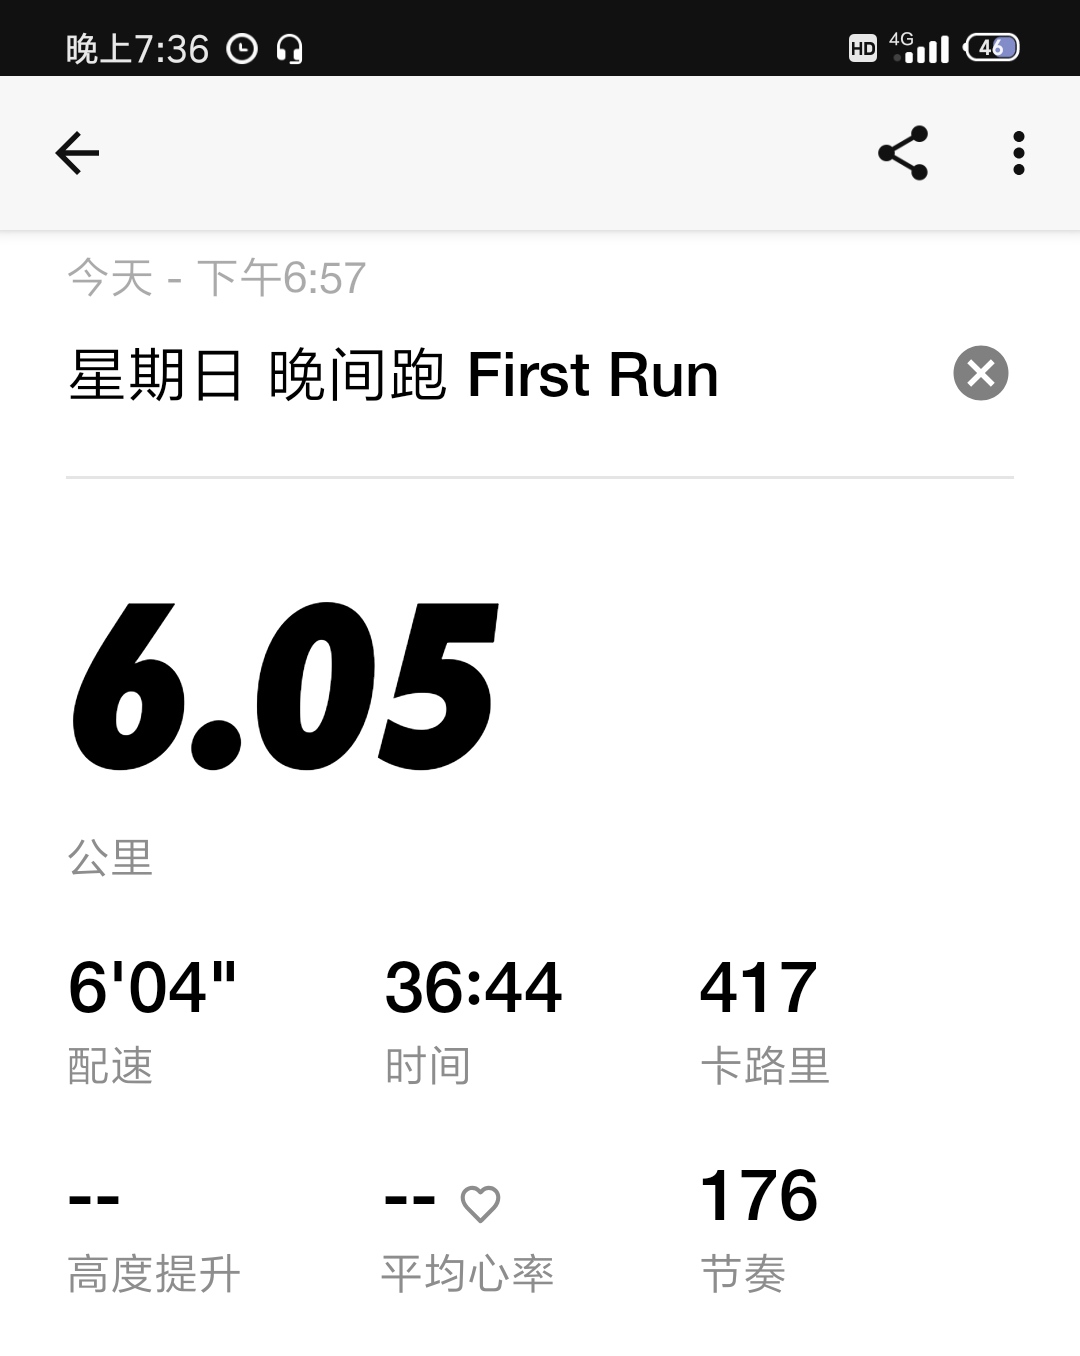 晚上7:36 HD 4G 46
今天 - 下午6:57
星期日 晚间跑 First Run
6.05
公里
6'04" 36:44 417
配速 时间 卡路里
-- -- 176
高度提升 平均心率 节奏